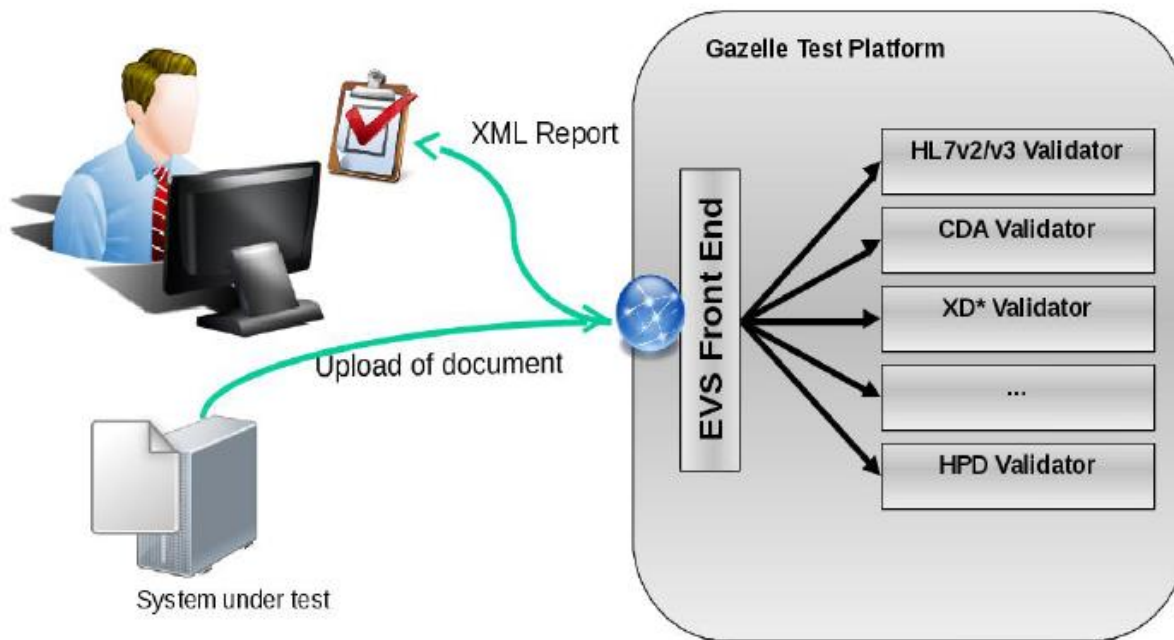 Gazelle Test Platform
XML Report
HL7v2/v3 Validator
CDA Validator
XD* Validator
...
HPD Validator
EVS Front End
Upload of document
System under test